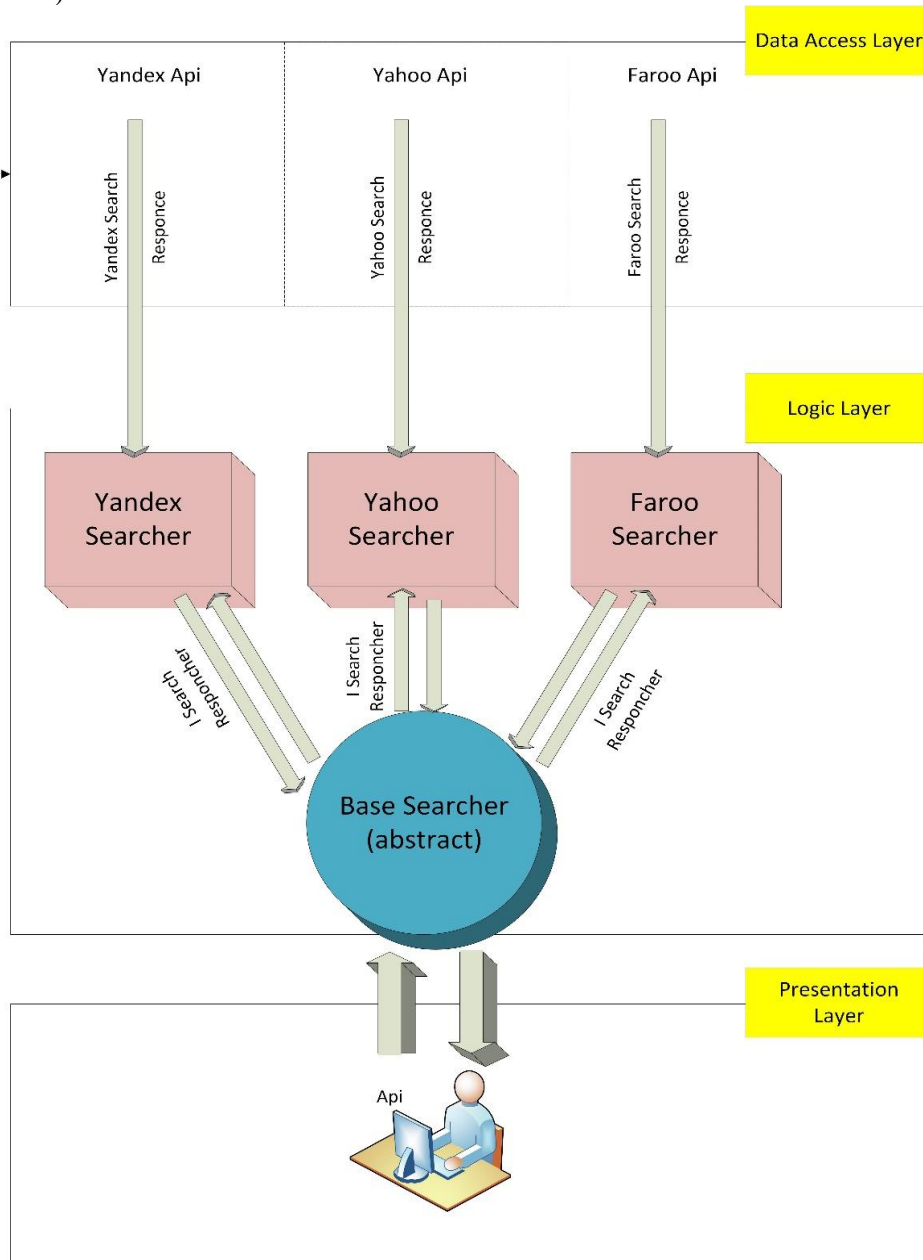 Data Access Layer
Yandex Api
Yahoo Api
Faroo Api
Yandex Search
Responce
Yahoo Search
Responce
Faroo Search
Responce
Logic Layer
Yandex
Searcher
Yahoo
Searcher
Faroo
Searcher
I Search
Responcher
I Search
Responcher
I Search
Responcher
Base Searcher
(abstract)
Presentation
Layer
Api